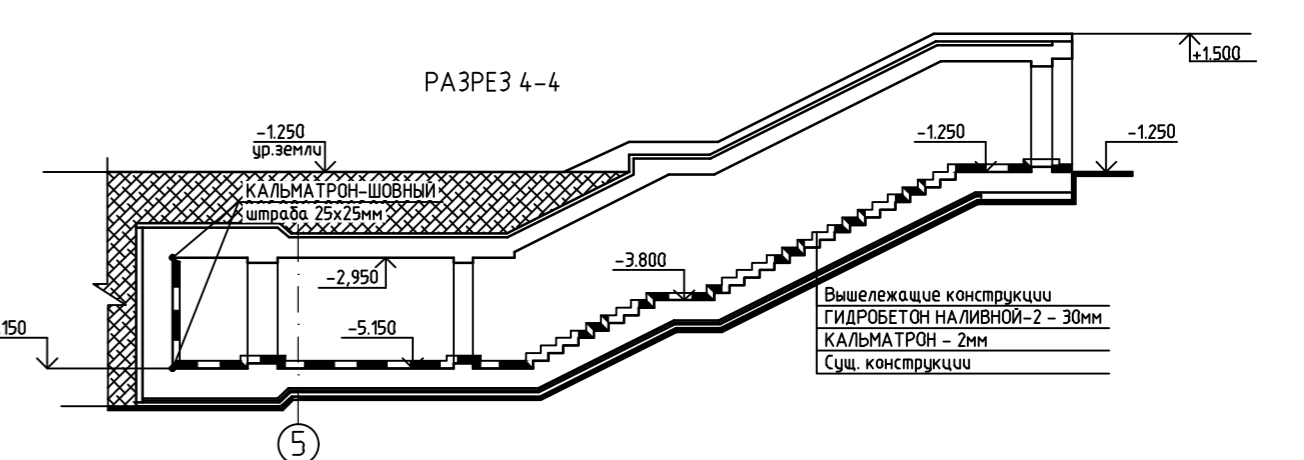 РАЗРЕЗ 4-4
+1.500
-1.250
ур.земли
-1.250
-1.250
КАЛЬМАТРОН-ШОВНЫЙ
штраба 25х25мм
-2,950
-3.800
Вышележащие конструкции
ГИДРОБЕТОН НАЛИВНОЙ-2 - 30мм
КАЛЬМАТРОН - 2мм
Сущ. конструкции
.150
-5.150
5